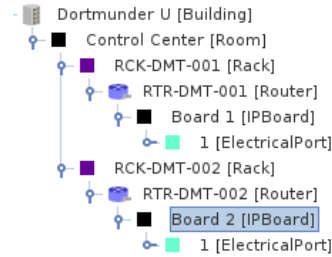 Dortmunder U [Building]
Control Center [Room]
RCK-DMT-001 [Rack]
RTR-DMT-001 [Router]
Board 1 [IPBoard]
1 [ElectricalPort]
RCK-DMT-002 [Rack]
RTR-DMT-002 [Router]
Board 2 [IPBoard]
1 [ElectricalPort]